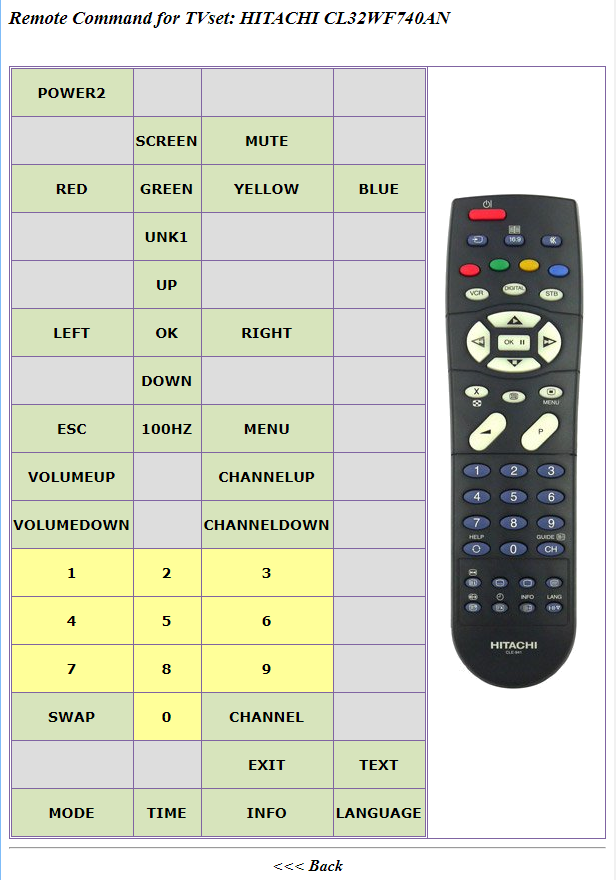 Remote Command for TVset: HITACHI CL32WF740AN
POWER2
SCREEN MUTE
RED GREEN YELLOW BLUE
UNK1
UP
LEFT OK RIGHT
DOWN
ESC 100HZ MENU
VOLUMEUP CHANNELUP
VOLUMEDOWN CHANNELDOWN
1 2 3
4 5 6
7 8 9
SWAP 0 CHANNEL
EXIT TEXT
MODE TIME INFO LANGUAGE
16:9
VCR DIGITAL STB
OK
X
MENU
P
1 2 3
4 5 6
7 8 9
HELP GUIDE
0 CH
INFO LANG
HITACHI
CLE-941
<<< Back